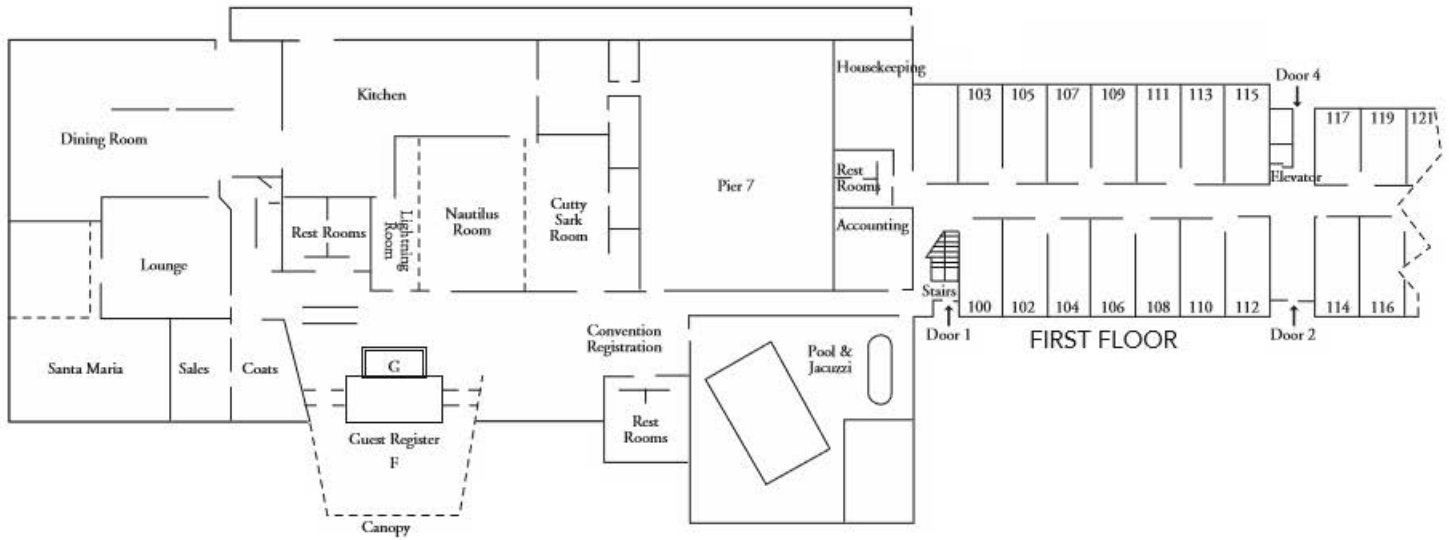 Housekeeping
Door 4
Kitchen
103
105
107
109
111
113
115
117
119
121
Dining Room
Rest
Rooms
Elevator
Pier 7
Lightning
Room
Nautilus
Room
Cutty
Sark
Room
Rest Rooms
Accounting
Lounge
Stairs
100
102
104
106
108
110
112
114
116
Door 1
FIRST FLOOR
Door 2
Convention
Registration
Pool &
Jacuzzi
Santa Maria
Sales
Coats
G
Rest
Rooms
Guest Register
F
Canopy